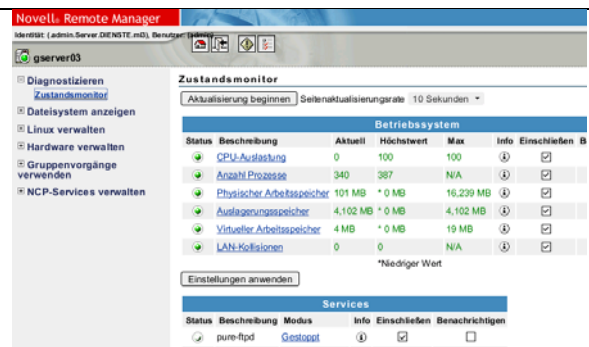 Novell® Remote Manager
Identität: (.admin.Server.DIENSTE.ml3), Benutzer: (admin)
gserver03
Diagnostizieren
Zustandsmonitor
Dateisystem anzeigen
Linux verwalten
Hardware verwalten
Gruppenvorgänge verwenden
NCP-Services verwalten
Zustandsmonitor
Aktualisierung beginnen Seitenaktualisierungsrate 10 Sekunden
Betriebssystem
Status Beschreibung Aktuell Höchstwert Max Info Einschließen B
CPU-Auslastung 0 100 100
Anzahl Prozesse 340 387 N/A
Physischer Arbeitsspeicher 101 MB * 0 MB 16,239 MB
Auslagerungsspeicher 4,102 MB * 0 MB 4,102 MB
Virtueller Arbeitsspeicher 4 MB * 0 MB 19 MB
LAN-Kollisionen 0 0 N/A
*Niedriger Wert
Einstellungen anwenden
Services
Status Beschreibung Modus Info Einschließen Benachrichtigen
pure-ftpd Gestoppt